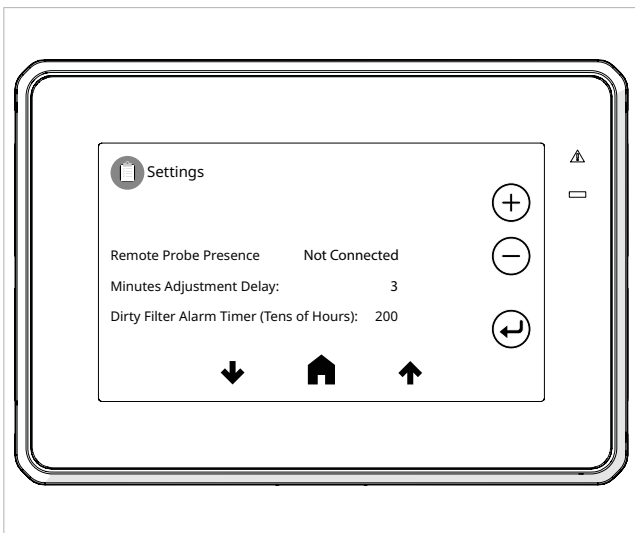 Settings
Remote Probe Presence Not Connected
Minutes Adjustment Delay: 3
Dirty Filter Alarm Timer (Tens of Hours): 200